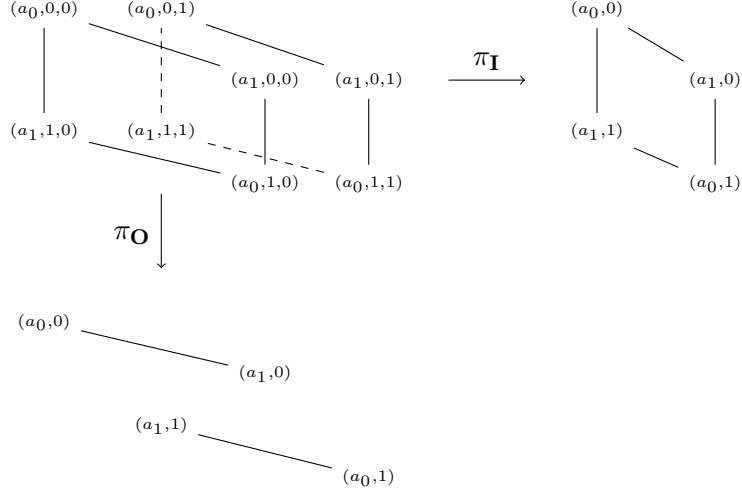 (a₀,0,0) (a₀,0,1) (a₀,0)
(a₁,0,0) (a₁,0,1) π_I (a₁,0)
(a₁,1,0) (a₁,1,1) (a₁,1)
(a₀,1,0) (a₀,1,1) (a₀,1)
π_O
(a₀,0)
(a₁,0)
(a₁,1)
(a₀,1)